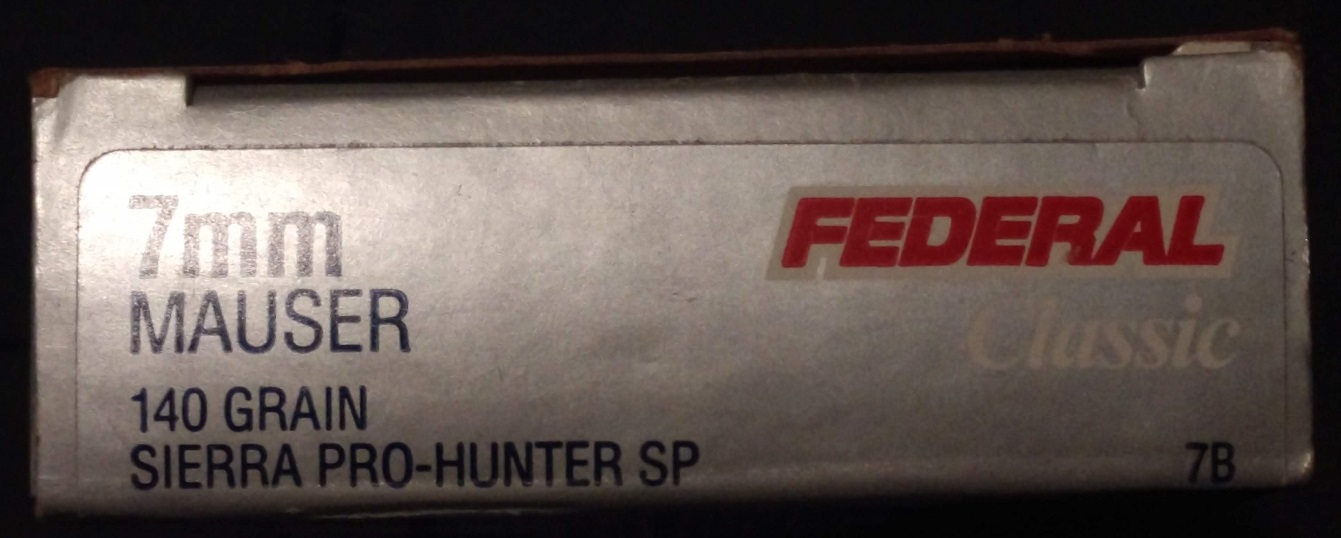 7mm
MAUSER
140 GRAIN
SIERRA PRO-HUNTER SP
FEDERAL
Classic
7B